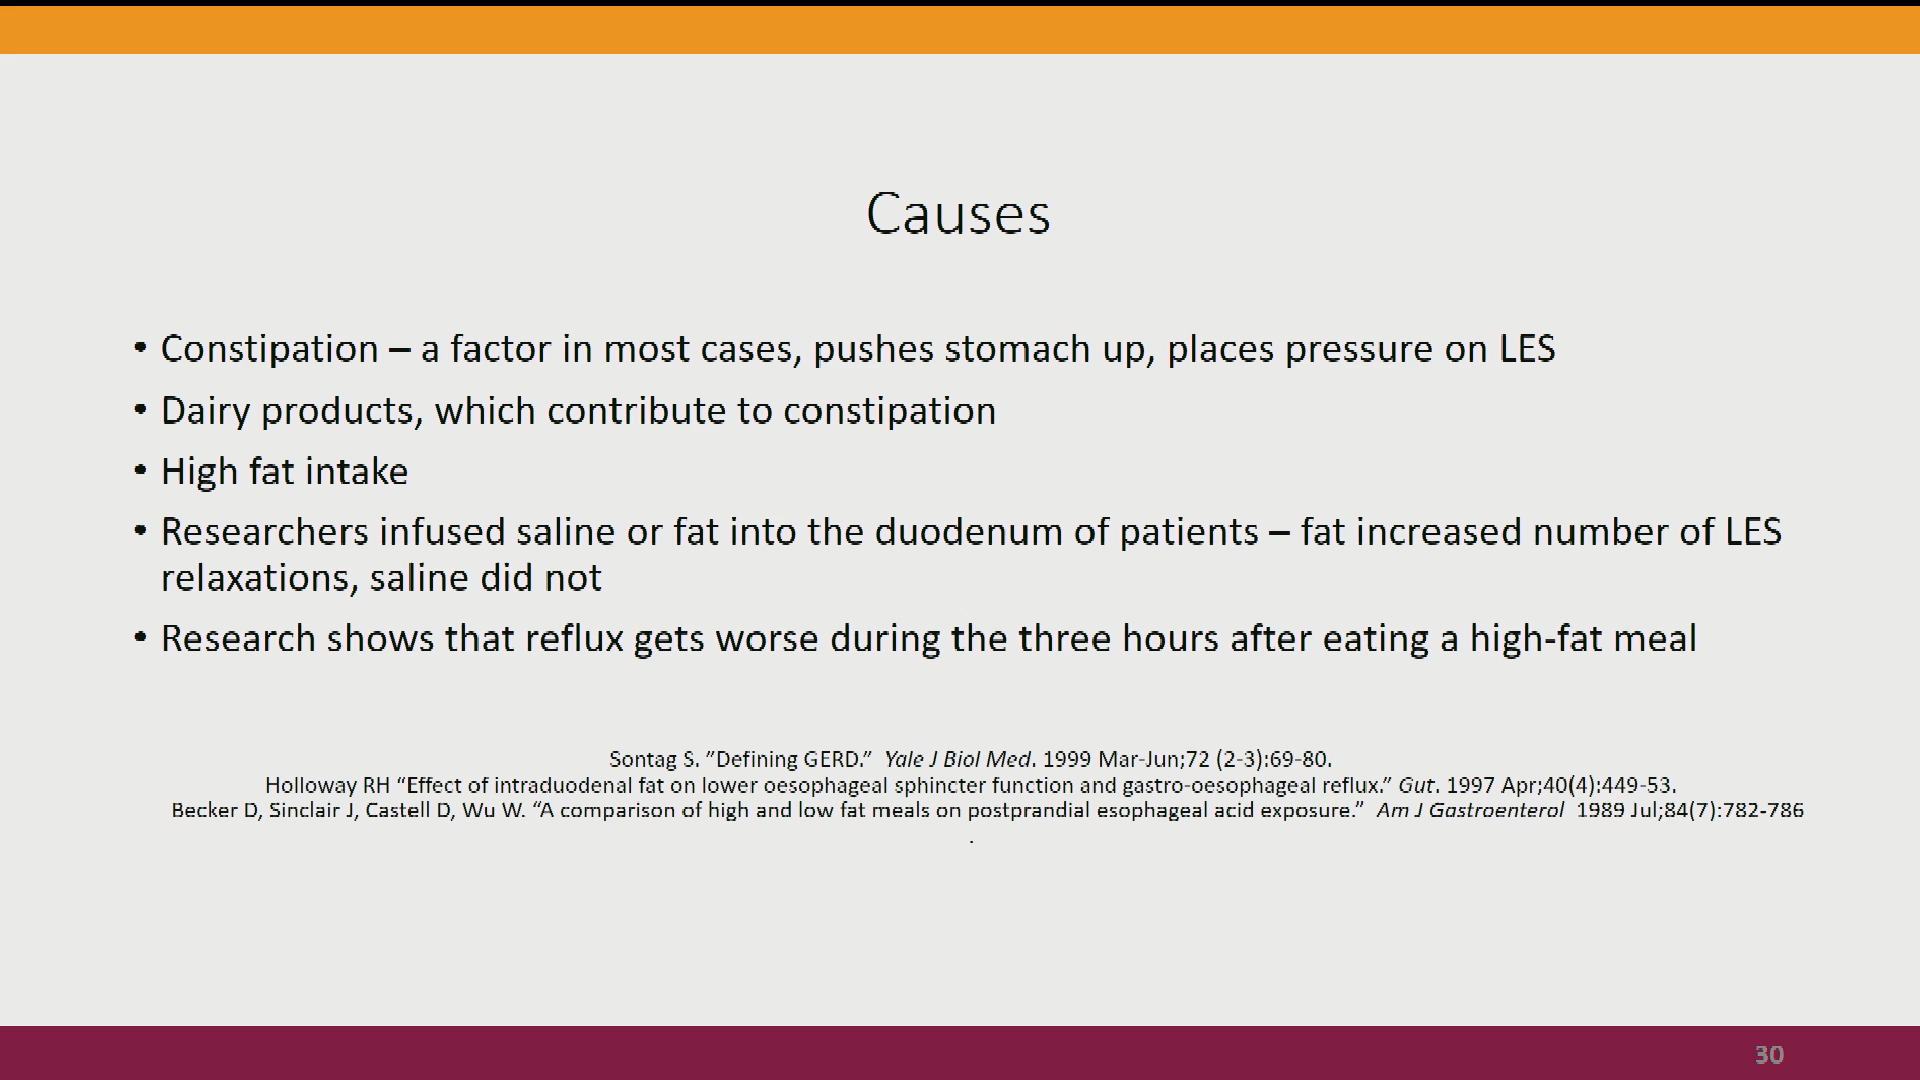 Causes
• Constipation – a factor in most cases, pushes stomach up, places pressure on LES
• Dairy products, which contribute to constipation
• High fat intake
• Researchers infused saline or fat into the duodenum of patients – fat increased number of LES
relaxations, saline did not
• Research shows that reflux gets worse during the three hours after eating a high-fat meal
Sontag S. ”Defining GERD.” Yale J Biol Med. 1999 Mar-Jun;72 (2-3):69-80.
Holloway RH “Effect of intraduodenal fat on lower oesophageal sphincter function and gastro-oesophageal reflux.” Gut. 1997 Apr;40(4):449-53.
Becker D, Sinclair J, Castell D, Wu W. “A comparison of high and low fat meals on postprandial esophageal acid exposure.” Am J Gastroenterol 1989 Jul;84(7):782-786
.
30